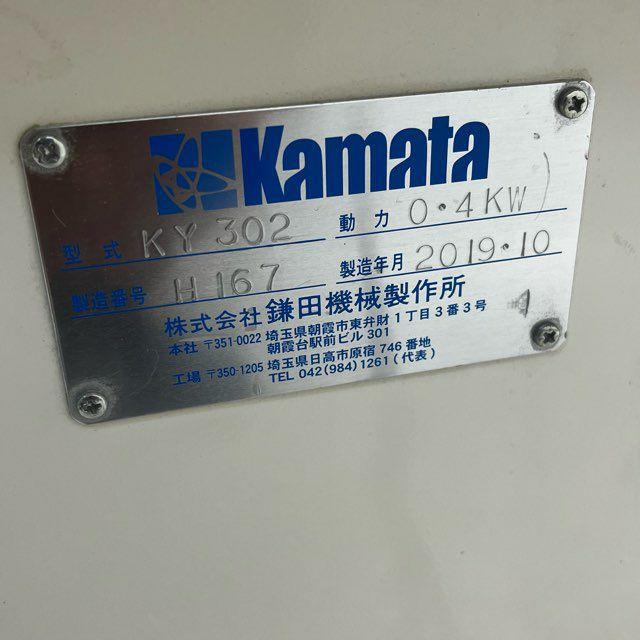 Kamata
型式 KY 302 動力 0・4KW
製造番号 H 167 製造年月 2019・10
株式会社 鎌田機械製作所
本社 〒351-0022 埼玉県朝霞市東弁財1丁目3番3号
朝霞台駅前ビル 301
工場 〒350-1205 埼玉県日高市原宿 746 番地
TEL 042(984)1261(代表)